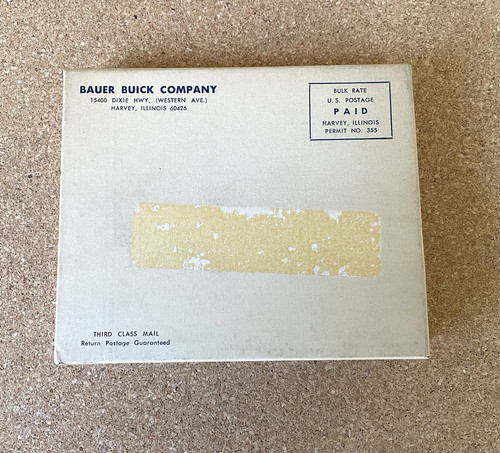 BAUER BUICK COMPANY
15400 DIXIE HWY, (WESTERN AVE.)
HARVEY, ILLINOIS 60426
BULK RATE
U.S. POSTAGE
PAID
HARVEY, ILLINOIS
PERMIT NO. 355
THIRD CLASS MAIL
Return Postage Guaranteed